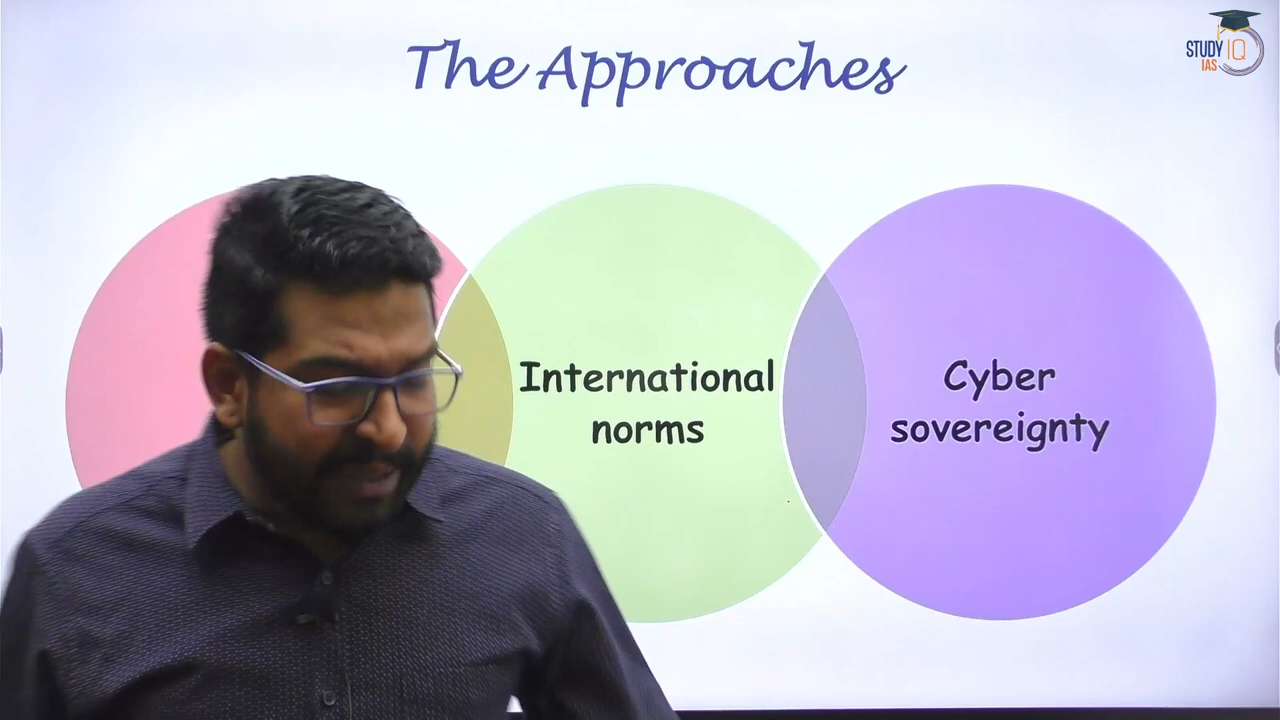 The Approaches
STUDY IQ
IAS
International
norms
Cyber
sovereignty